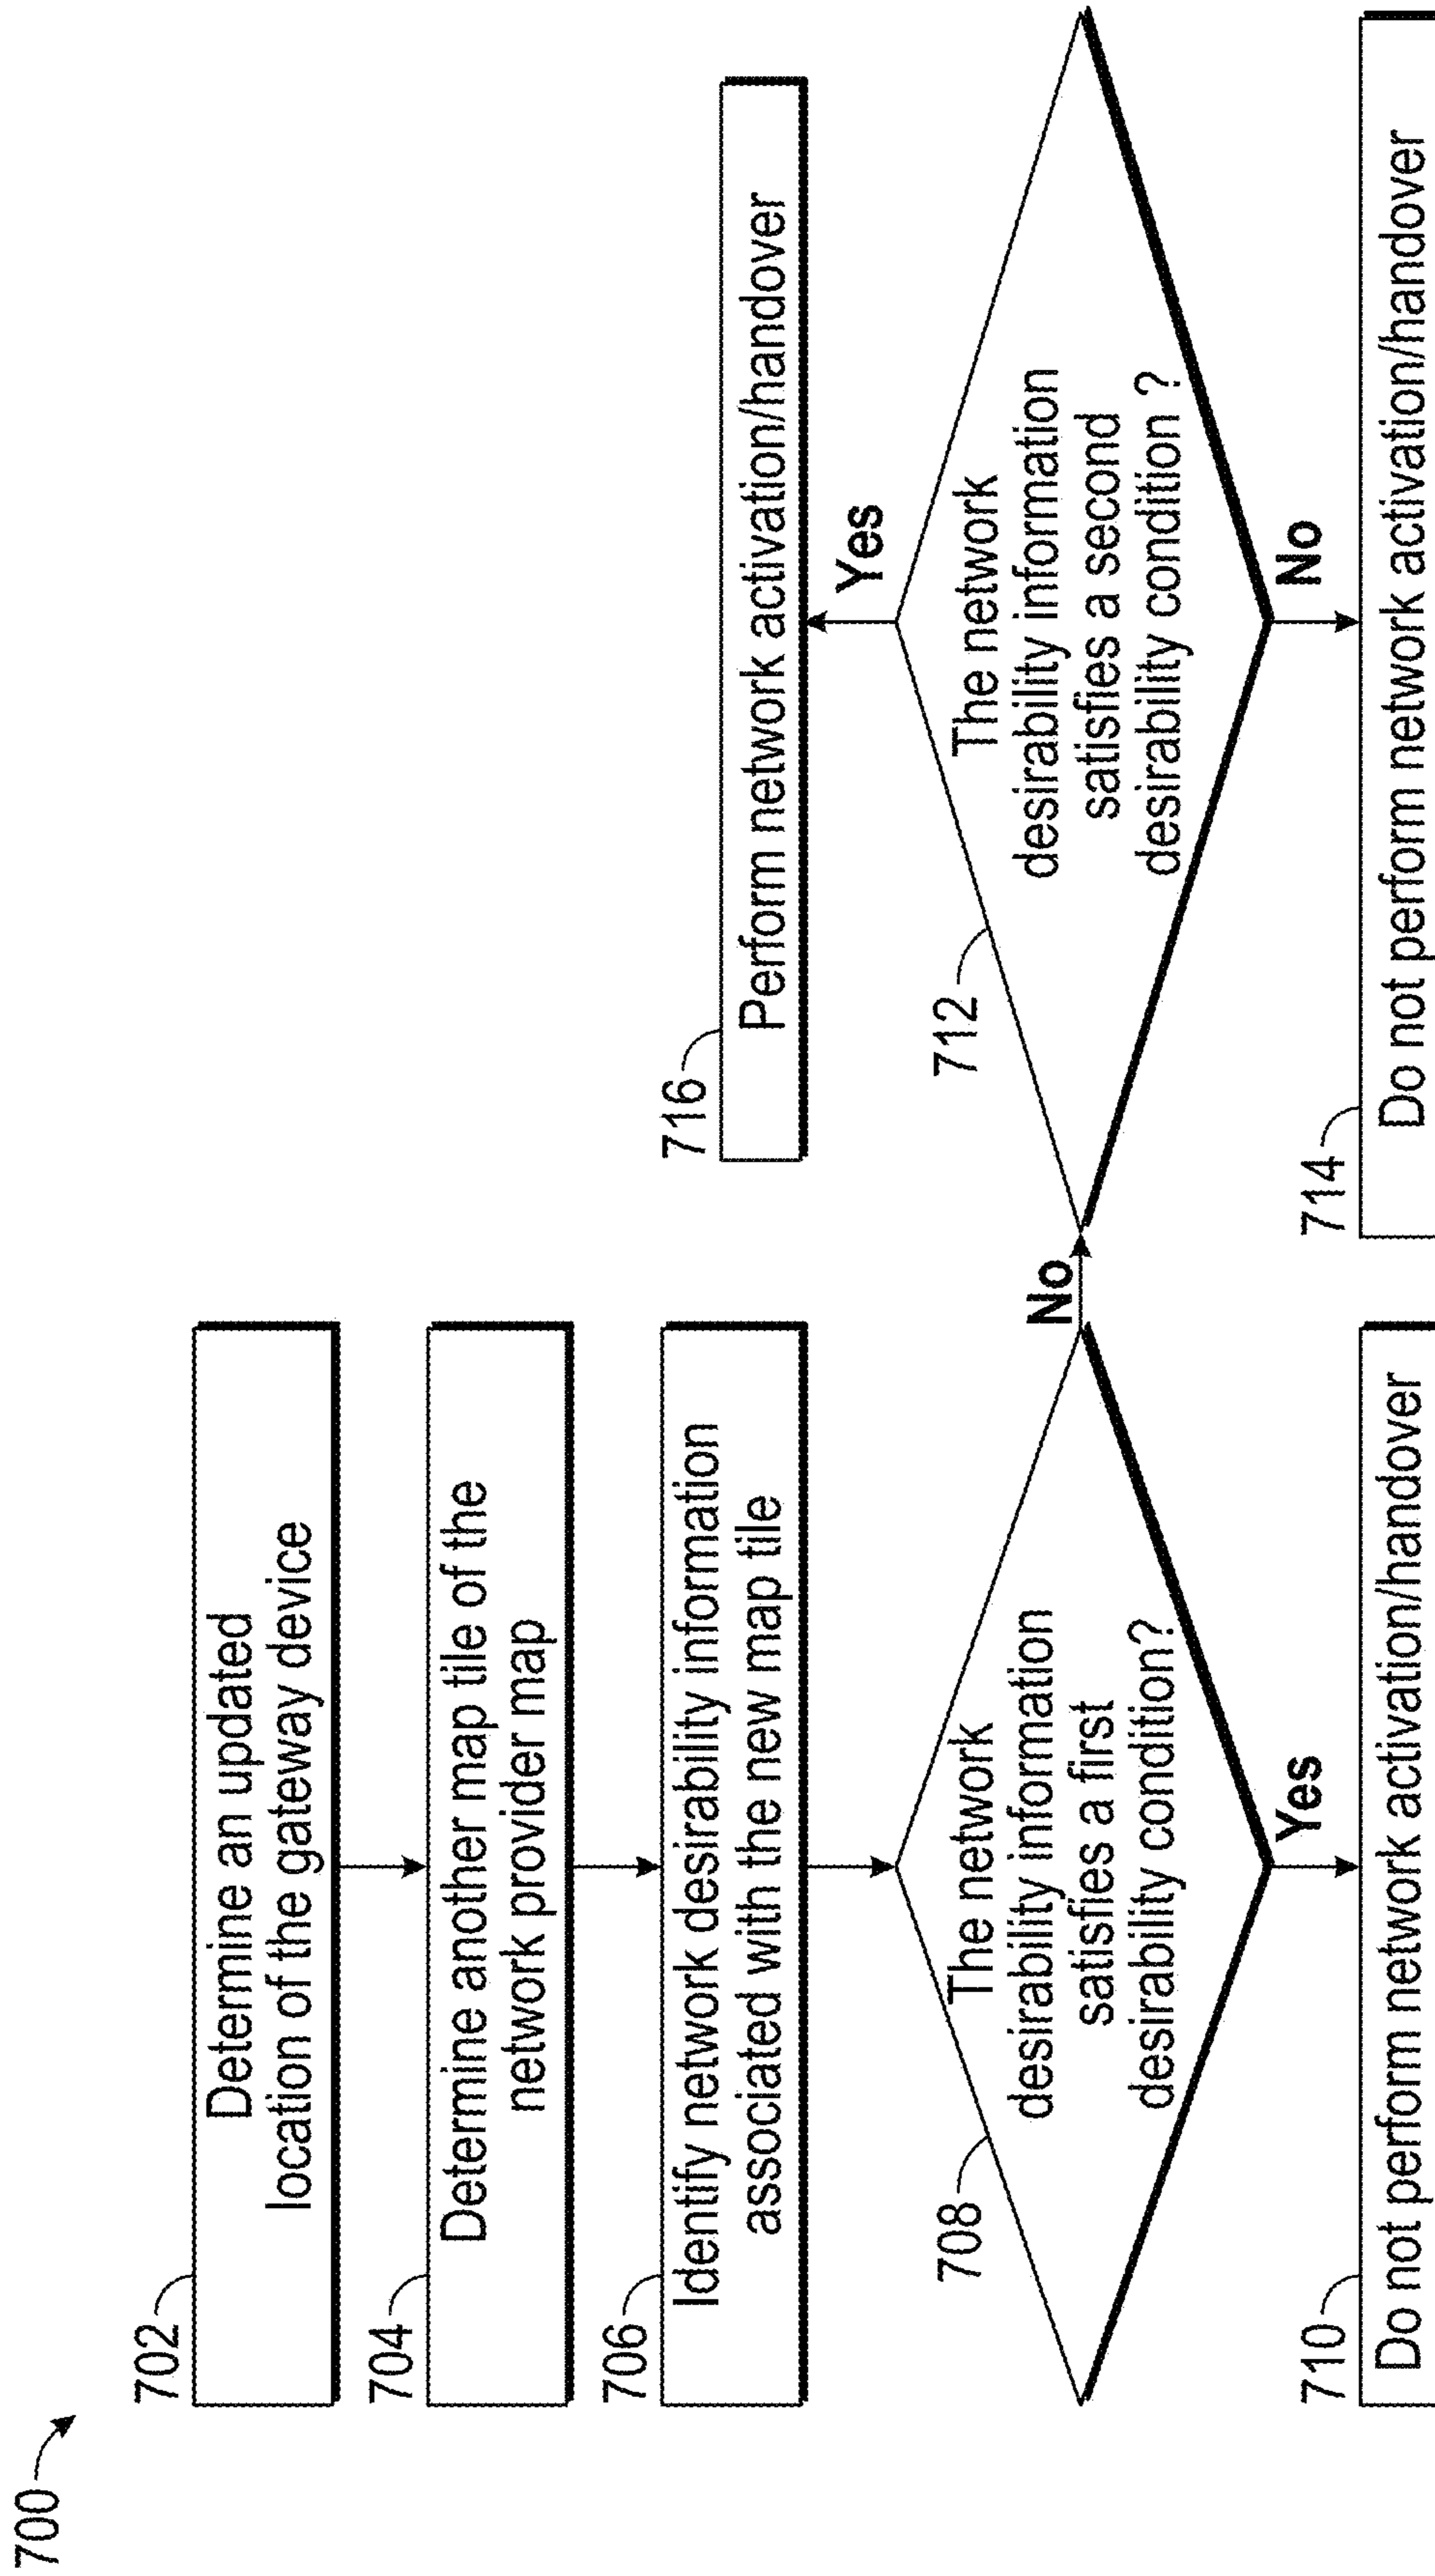 700
702
Determine an updated
location of the gateway device
704
Determine another map tile of the
network provider map
706
Identify network desirability information
associated with the new map tile
708
The network
desirability information
satisfies a first
desirability condition?
Yes
No
710
Do not perform network activation/handover
712
The network
desirability information
satisfies a second
desirability condition ?
Yes
No
716
Perform network activation/handover
714
Do not perform network activation/handover